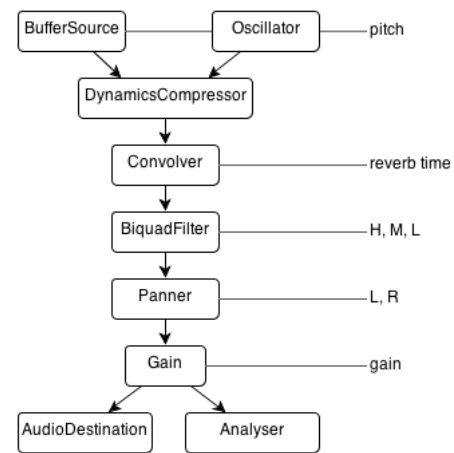 BufferSource
Oscillator
pitch
DynamicsCompressor
Convolver
reverb time
BiquadFilter
H, M, L
Panner
L, R
Gain
gain
AudioDestination
Analyser